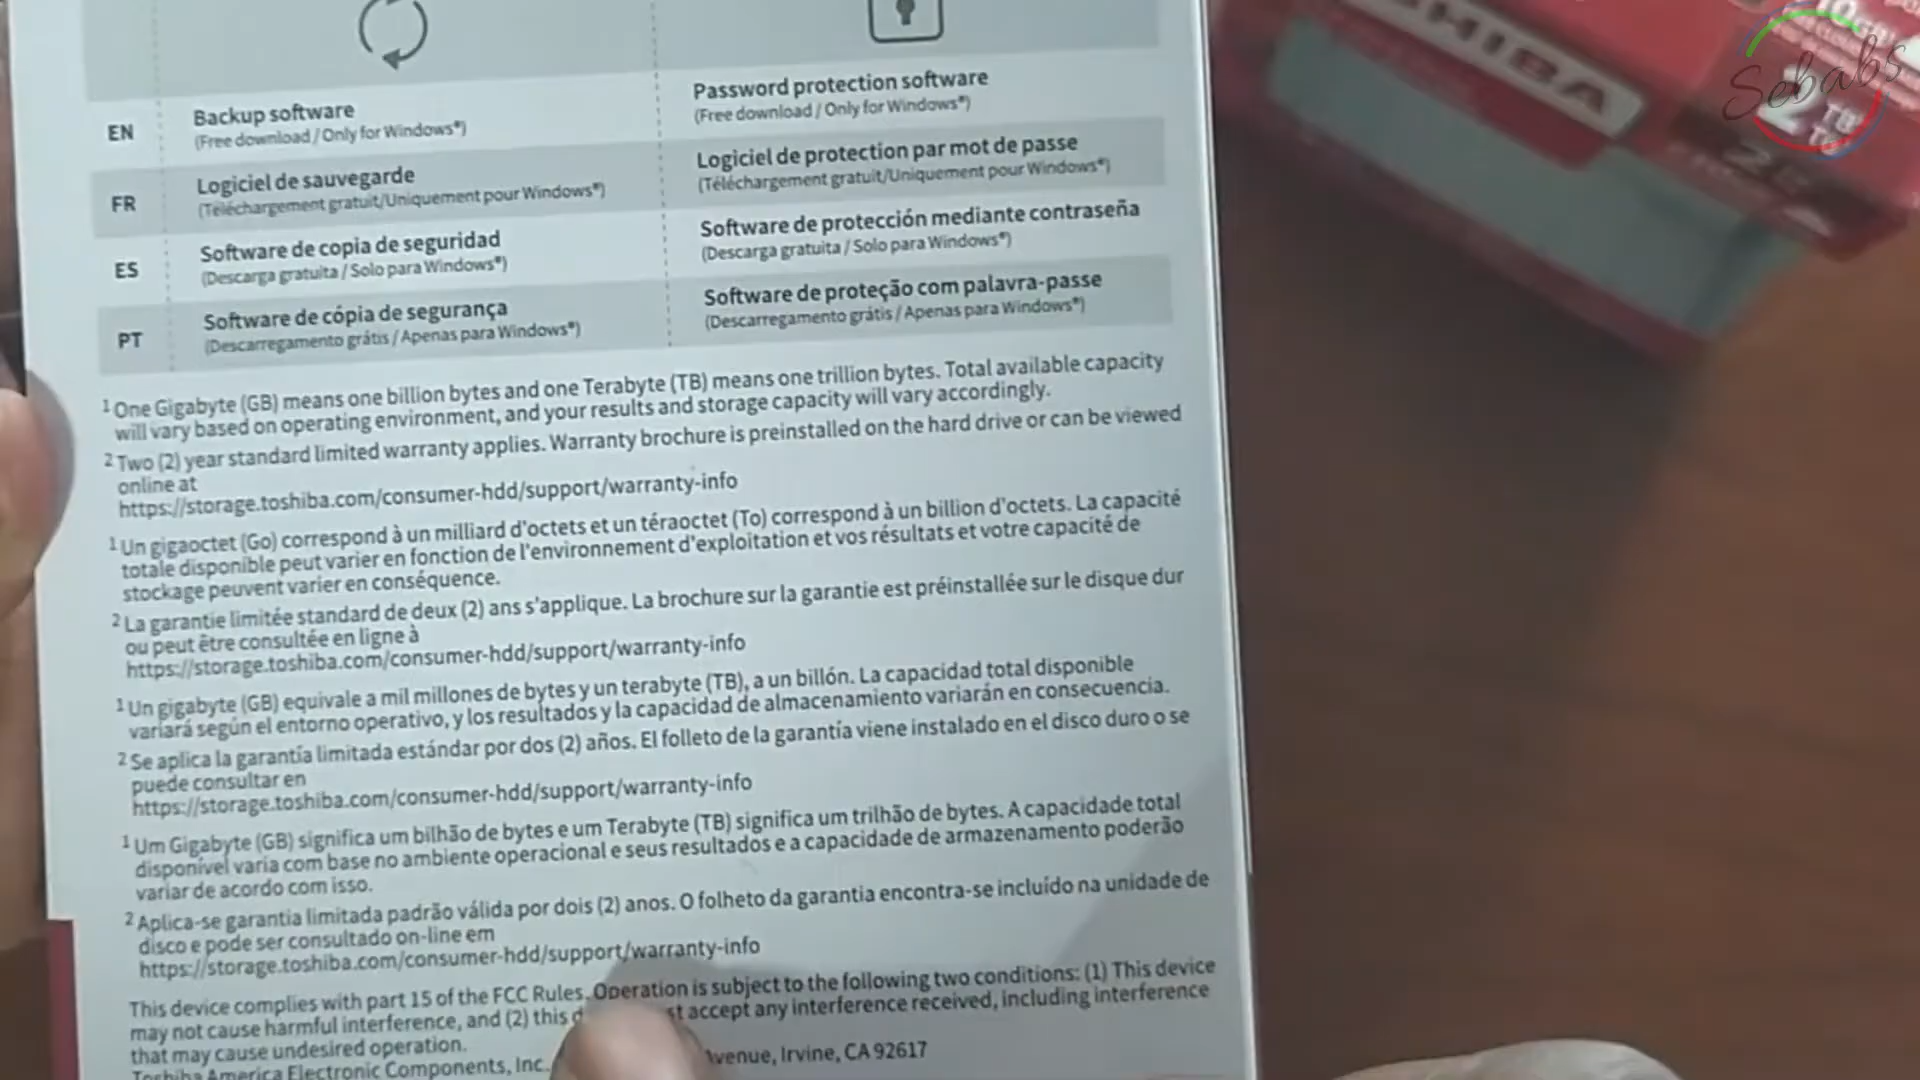 EN
Backup software
(Free download / Only for Windows®)
Password protection software
(Free download / Only for Windows®)
FR
Logiciel de sauvegarde
(Téléchargement gratuit/Uniquement pour Windows®)
Logiciel de protection par mot de passe
(Téléchargement gratuit/Uniquement pour Windows®)
ES
Software de copia de seguridad
(Descarga gratuita / Solo para Windows®)
Software de protección mediante contraseña
(Descarga gratuita / Solo para Windows®)
PT
Software de cópia de segurança
(Descarregamento grátis / Apenas para Windows®)
Software de proteção com palavra-passe
(Descarregamento grátis / Apenas para Windows®)
1 One Gigabyte (GB) means one billion bytes and one Terabyte (TB) means one trillion bytes. Total available capacity
will vary based on operating environment, and your results and storage capacity will vary accordingly.
2 Two (2) year standard limited warranty applies. Warranty brochure is preinstalled on the hard drive or can be viewed
online at
https://storage.toshiba.com/consumer-hdd/support/warranty-info
1 Un gigaoctet (Go) correspond à un milliard d'octets et un téraoctet (To) correspond à un billion d'octets. La capacité
totale disponible peut varier en fonction de l'environnement d'exploitation et vos résultats et votre capacité de
stockage peuvent varier en conséquence.
2 La garantie limitée standard de deux (2) ans s'applique. La brochure sur la garantie est préinstallée sur le disque dur
ou peut être consultée en ligne à
https://storage.toshiba.com/consumer-hdd/support/warranty-info
1 Un gigabyte (GB) equivale a mil millones de bytes y un terabyte (TB), a un billón. La capacidad total disponible
variará según el entorno operativo, y los resultados y la capacidad de almacenamiento variarán en consecuencia.
2 Se aplica la garantía limitada estándar por dos (2) años. El folleto de la garantía viene instalado en el disco duro o se
puede consultar en
https://storage.toshiba.com/consumer-hdd/support/warranty-info
1 Um Gigabyte (GB) significa um bilhão de bytes e um Terabyte (TB) significa um trilhão de bytes. A capacidade total
disponível varia com base no ambiente operacional e seus resultados e a capacidade de armazenamento poderão
variar de acordo com isso.
2 Aplica-se garantia limitada padrão válida por dois (2) anos. O folheto da garantia encontra-se incluído na unidade de
disco e pode ser consultado on-line em
https://storage.toshiba.com/consumer-hdd/support/warranty-info
This device complies with part 15 of the FCC Rules. Operation is subject to the following two conditions: (1) This device
may not cause harmful interference, and (2) this accept any interference received, including interference
that may cause undesired operation.
Toshiba America Electronic Components, Inc. Avenue, Irvine, CA 92617
SHIBA
2 TB
To
Sebabs